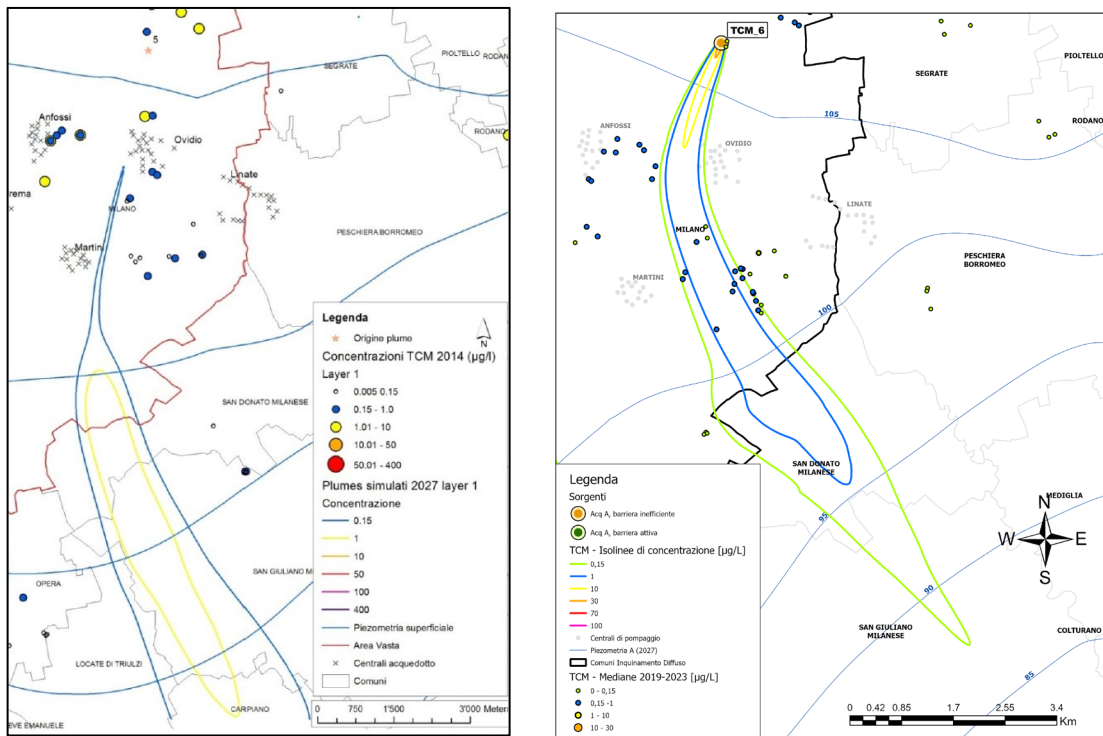 5
PIOLTELLO
RODANO
SEGRATE
Anfossi
Ovidio
RODANO
Linate
rema
MILANO
Martini
PESCHIERA BORROMEO
SAN DONATO MILANESE
SAN GIULIANO MI
OPERA
LOCATE DI TRIULZI
CARPIANO
EVE EMANUELE
Legenda
N
Origine plume
Concentrazioni TCM 2014 (µg/l)
Layer 1
0.005 0.15
0.15 - 1.0
1.01 - 10
10.01 - 50
50.01 - 400
Plumes simulati 2027 layer 1
Concentrazione
0.15
1
10
50
100
400
Piezometria superficiale
Area Vasta
Centrali acquedotto
Comuni
0 750 1500 3000 Meters
TCM_6
PIOLTELLO
SEGRATE
105
RODANO
ANFOSSI
OVIDIO
LINATE
MILANO
PESCHIERA
BORROMEO
MARTINI
100
SAN DONATO
MILANESE
MEDIGLIA
95
90
SAN GIULIANO
MILANESE
COLTURANO
85
N
W E
S
Legenda
Sorgenti
Acq A, barriera inefficiente
Acq A, barriera attiva
TCM - Isolinee di concentrazione [µg/L]
0,15
1
10
30
70
100
Centrali di pompaggio
Piezometria A (2027)
Comuni Inquinamento Diffuso
TCM - Mediane 2019-2023 [µg/L]
0 - 0,15
0,15 -1
1 - 10
10 - 30
0 0.42 0.85 1.7 2.55 3.4
Km